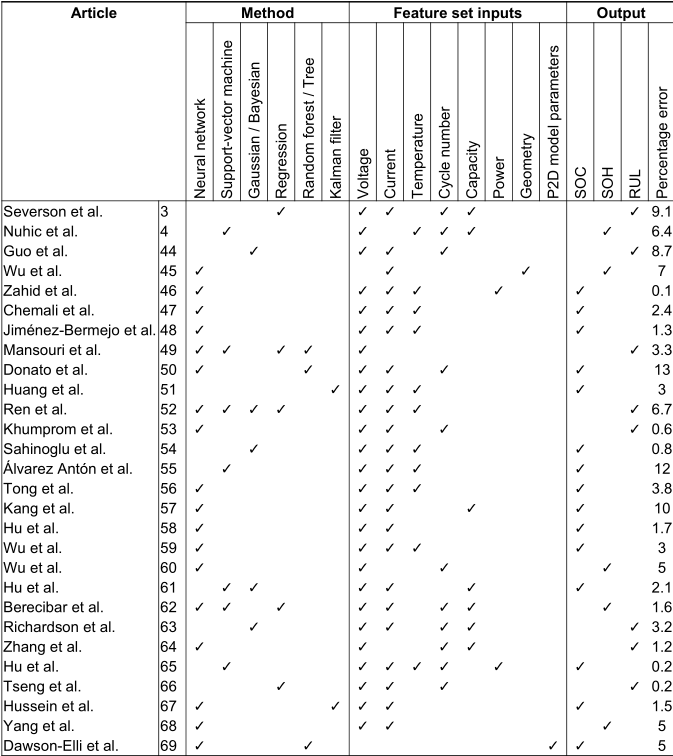 Article Method Feature set inputs Output
Neural network Support-vector machine Gaussian / Bayesian Regression Random forest / Tree Kalman filter Voltage Current Temperature Cycle number Capacity Power Geometry P2D model parameters SOC SOH RUL Percentage error
Severson et al. 3 ✓ ✓ ✓ ✓ ✓ ✓ 9.1
Nuhic et al. 4 ✓ ✓ ✓ ✓ ✓ ✓ 6.4
Guo et al. 44 ✓ ✓ ✓ ✓ ✓ 8.7
Wu et al. 45 ✓ ✓ ✓ ✓ 7
Zahid et al. 46 ✓ ✓ ✓ ✓ ✓ ✓ 0.1
Chemali et al. 47 ✓ ✓ ✓ ✓ ✓ 2.4
Jiménez-Bermejo et al. 48 ✓ ✓ ✓ ✓ ✓ 1.3
Mansouri et al. 49 ✓ ✓ ✓ ✓ ✓ ✓ 3.3
Donato et al. 50 ✓ ✓ ✓ ✓ ✓ ✓ 13
Huang et al. 51 ✓ ✓ ✓ ✓ ✓ 3
Ren et al. 52 ✓ ✓ ✓ ✓ ✓ ✓ ✓ ✓ 6.7
Khumprom et al. 53 ✓ ✓ ✓ ✓ ✓ 0.6
Sahinoglu et al. 54 ✓ ✓ ✓ ✓ ✓ 0.8
Álvarez Antón et al. 55 ✓ ✓ ✓ ✓ ✓ 12
Tong et al. 56 ✓ ✓ ✓ ✓ ✓ 3.8
Kang et al. 57 ✓ ✓ ✓ ✓ ✓ 10
Hu et al. 58 ✓ ✓ ✓ ✓ 1.7
Wu et al. 59 ✓ ✓ ✓ ✓ ✓ 3
Wu et al. 60 ✓ ✓ ✓ ✓ 5
Hu et al. 61 ✓ ✓ ✓ ✓ ✓ ✓ 2.1
Berecibar et al. 62 ✓ ✓ ✓ ✓ ✓ ✓ ✓ ✓ 1.6
Richardson et al. 63 ✓ ✓ ✓ ✓ ✓ ✓ 3.2
Zhang et al. 64 ✓ ✓ ✓ ✓ ✓ 1.2
Hu et al. 65 ✓ ✓ ✓ ✓ ✓ ✓ ✓ 0.2
Tseng et al. 66 ✓ ✓ ✓ ✓ ✓ 0.2
Hussein et al. 67 ✓ ✓ ✓ ✓ ✓ 1.5
Yang et al. 68 ✓ ✓ ✓ ✓ 5
Dawson-Elli et al. 69 ✓ ✓ ✓ ✓ 5